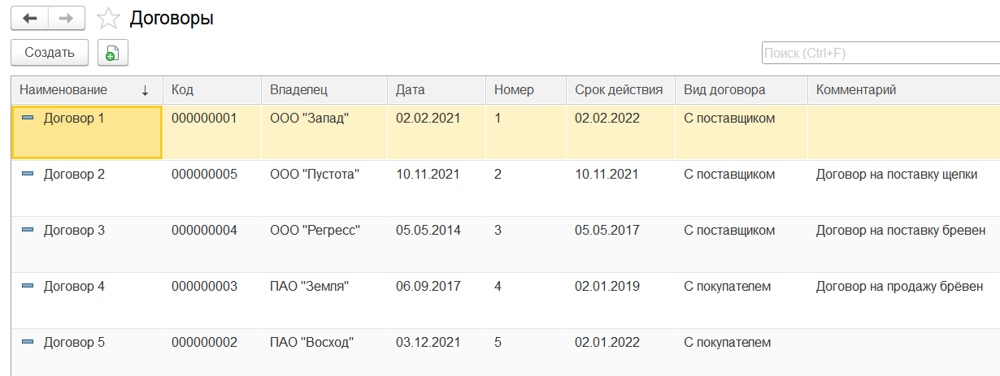 Договоры
Создать
Поиск (Ctrl+F)
Наименование ↓ Код Владелец Дата Номер Срок действия Вид договора Комментарий
Договор 1 000000001 ООО "Запад" 02.02.2021 1 02.02.2022 С поставщиком
Договор 2 000000005 ООО "Пустота" 10.11.2021 2 10.11.2021 С поставщиком Договор на поставку щепки
Договор 3 000000004 ООО "Регресс" 05.05.2014 3 05.05.2017 С поставщиком Договор на поставку бревен
Договор 4 000000003 ПАО "Земля" 06.09.2017 4 02.01.2019 С покупателем Договор на продажу брёвен
Договор 5 000000002 ПАО "Восход" 03.12.2021 5 02.01.2022 С покупателем